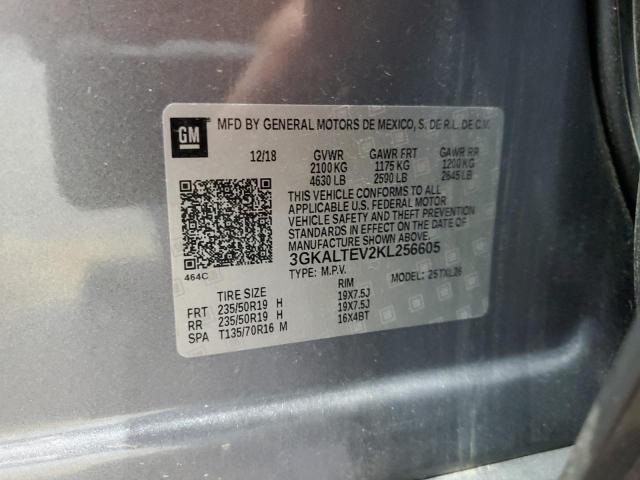 GM MFD BY GENERAL MOTORS DE MEXICO, S. DE R.L. DE C.V.
12/18 GVWR GAWR FRT GAWR RR
2100 KG 1175 KG 1200 KG
4630 LB 2590 LB 2645 LB
THIS VEHICLE CONFORMS TO ALL
APPLICABLE U.S. FEDERAL MOTOR
VEHICLE SAFETY AND THEFT PREVENTION
STANDARDS IN EFFECT ON THE DATE OF
MANUFACTURE SHOWN ABOVE.
3GKALTEV2KL256605
464C TYPE: M.P.V. MODEL: 25TXL26
TIRE SIZE RIM
FRT 235/50R19 H 19X7.5J
RR 235/50R19 H 19X7.5J
SPA T135/70R16 M 16X4BT